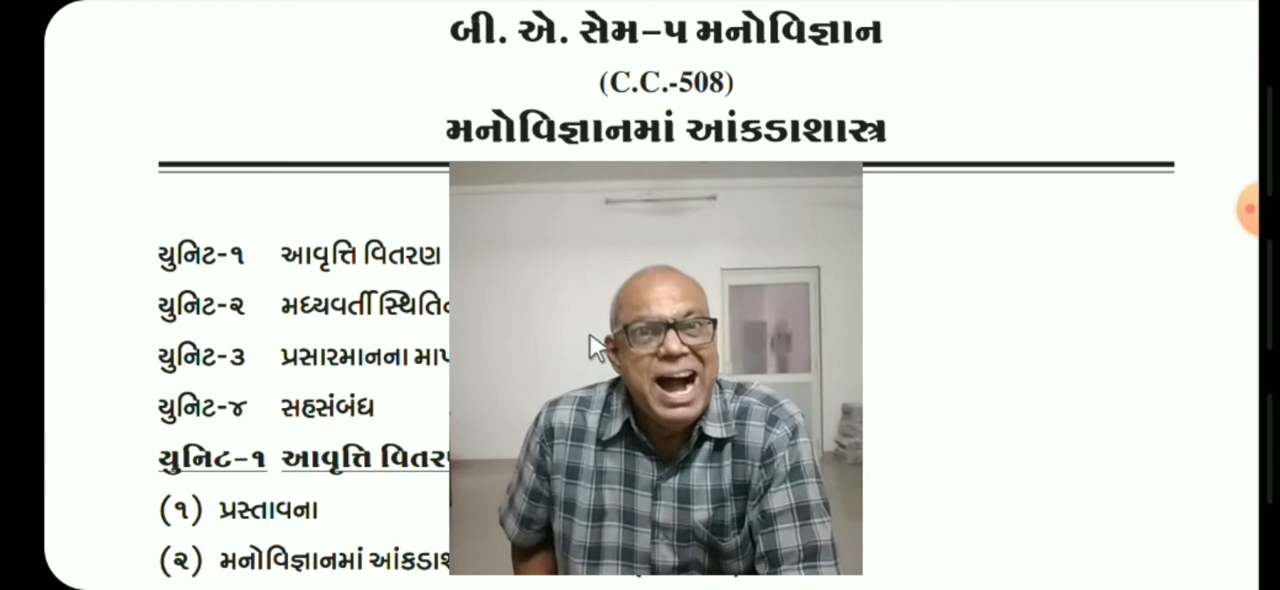 બી. એ. સેમ-૫ મનોવિજ્ઞાન
(C.C.-508)
મનોવિજ્ઞાનમાં આંકડાશાસ્ત્ર
યુનિટ-૧ આવૃત્તિ વિતરણ
યુનિટ-૨ મધ્યવર્તી
યુનિટ-૩ પ્રસારમાનના
યુનિટ-૪ સહસંબંધ
યુનિટ-૧ આવૃત્તિ
(૧) પ્રસ્તાવના
(૨) મનોવિજ્ઞાનમાં